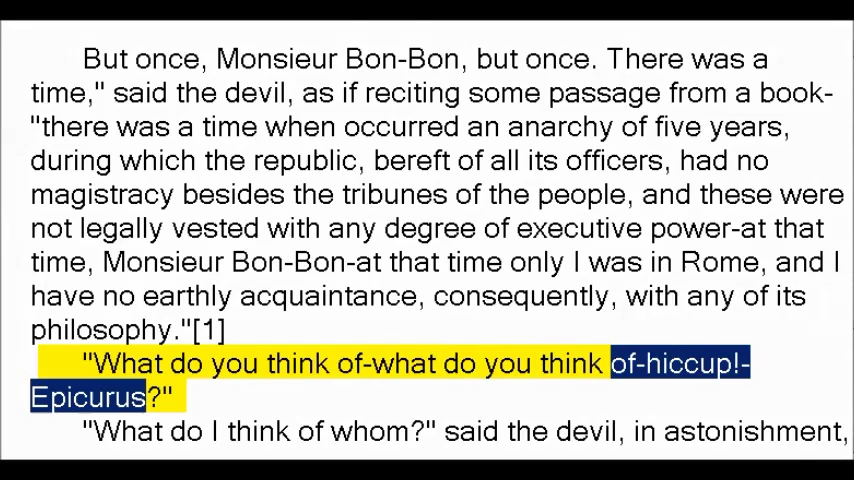 But once, Monsieur Bon-Bon, but once. There was a
time," said the devil, as if reciting some passage from a book-
"there was a time when occurred an anarchy of five years,
during which the republic, bereft of all its officers, had no
magistracy besides the tribunes of the people, and these were
not legally vested with any degree of executive power-at that
time, Monsieur Bon-Bon-at that time only I was in Rome, and I
have no earthly acquaintance, consequently, with any of its
philosophy."[1]
"What do you think of-what do you think of-hiccup!-
Epicurus?"
"What do I think of whom?" said the devil, in astonishment,